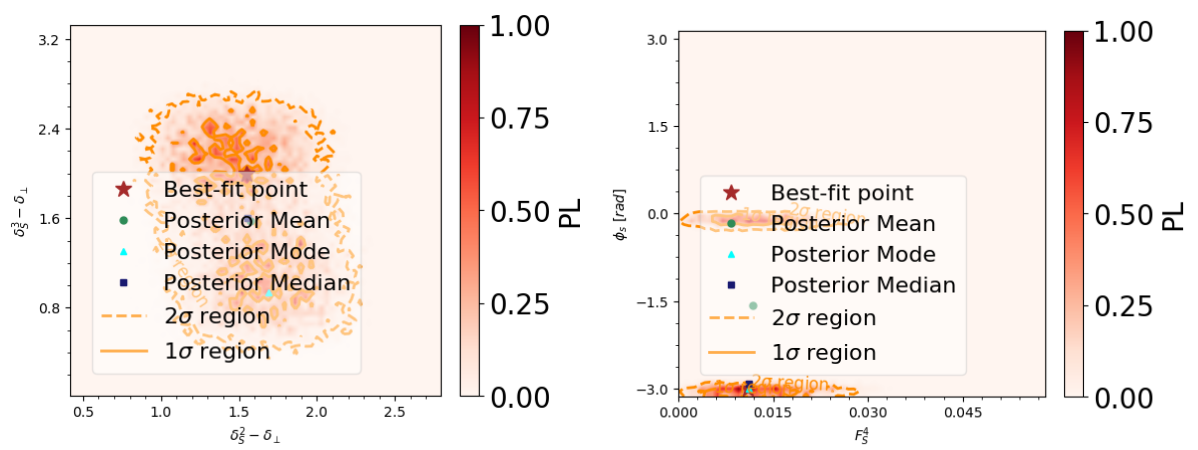 3.2
2.4
1.6
0.8
δ_S^3 − δ_⊥
0.5
1.0
1.5
2.0
2.5
δ_S^2 − δ_⊥
Best-fit point
Posterior Mean
Posterior Mode
Posterior Median
2σ region
1σ region
region
1.00
0.75
0.50
0.25
0.00
PL
3.0
1.5
0.0
−1.5
−3.0
ϕ_s [rad]
0.000
0.015
0.030
0.045
F_S^4
2σ region
Best-fit point
Posterior Mean
Posterior Mode
Posterior Median
2σ region
1σ region
2σ region
1.00
0.75
0.50
0.25
0.00
PL